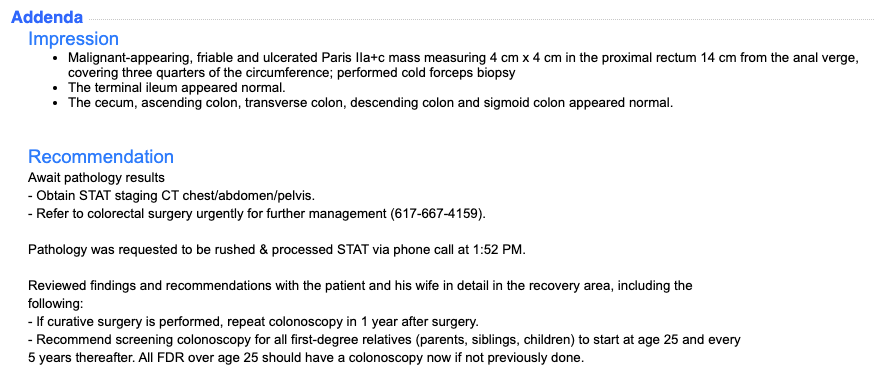 Addenda
Impression
• Malignant-appearing, friable and ulcerated Paris IIa+c mass measuring 4 cm x 4 cm in the proximal rectum 14 cm from the anal verge,
covering three quarters of the circumference; performed cold forceps biopsy
• The terminal ileum appeared normal.
• The cecum, ascending colon, transverse colon, descending colon and sigmoid colon appeared normal.
Recommendation
Await pathology results
- Obtain STAT staging CT chest/abdomen/pelvis.
- Refer to colorectal surgery urgently for further management (617-667-4159).
Pathology was requested to be rushed & processed STAT via phone call at 1:52 PM.
Reviewed findings and recommendations with the patient and his wife in detail in the recovery area, including the
following:
- If curative surgery is performed, repeat colonoscopy in 1 year after surgery.
- Recommend screening colonoscopy for all first-degree relatives (parents, siblings, children) to start at age 25 and every
5 years thereafter. All FDR over age 25 should have a colonoscopy now if not previously done.